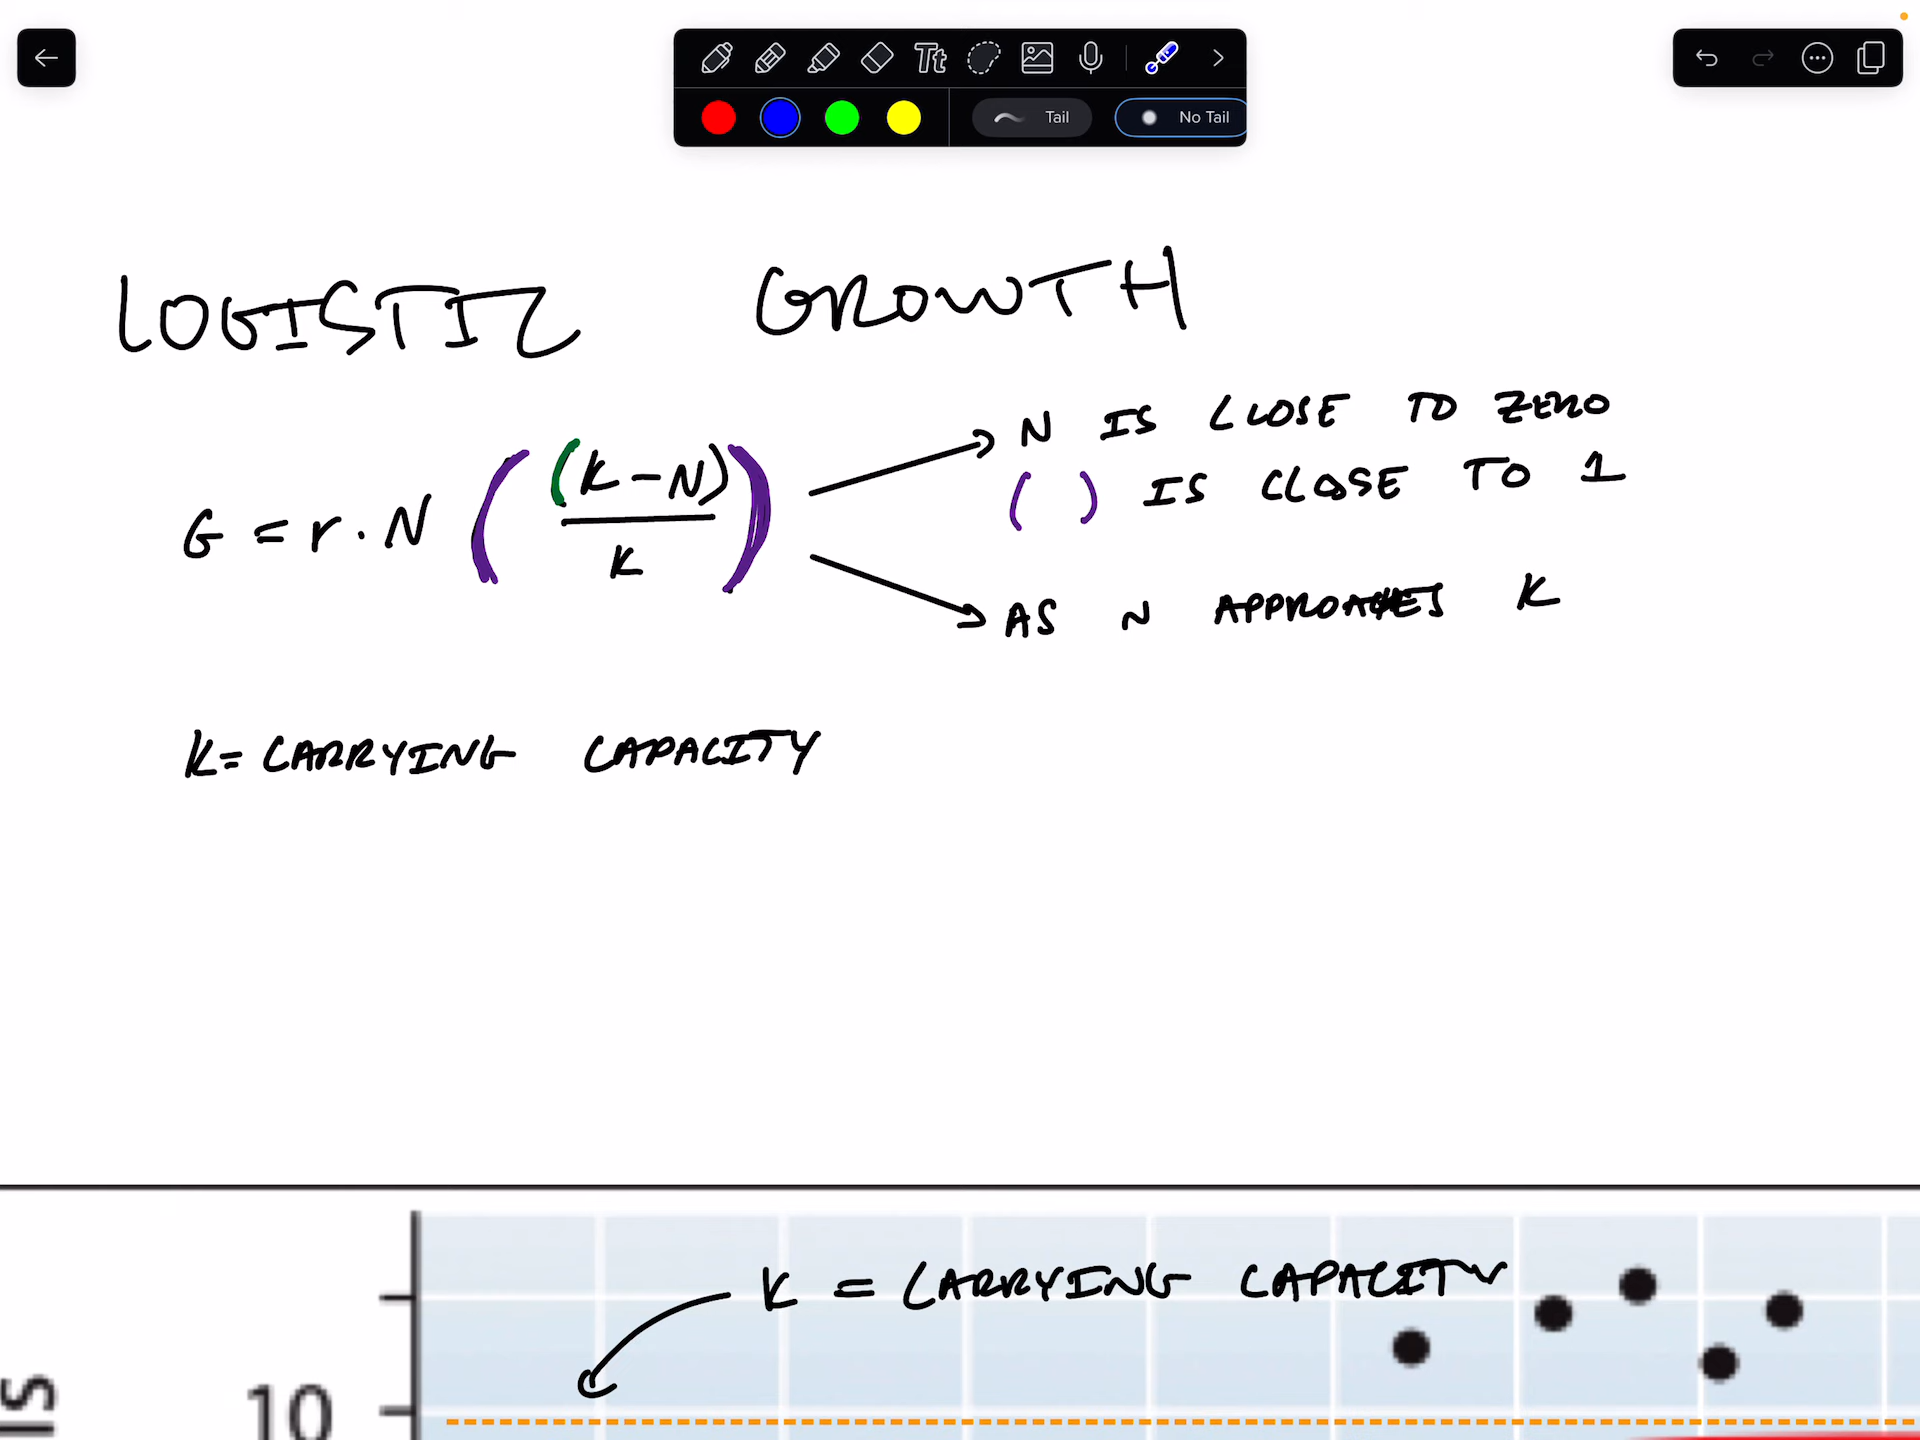 Tt
Tail
No Tail
LOGISTIC GROWTH
G = r · N ( (K - N) / K )
N IS CLOSE TO ZERO
( ) IS CLOSE TO 1
AS N APPROACHES K
K = CARRYING CAPACITY
K = CARRYING CAPACITY
10